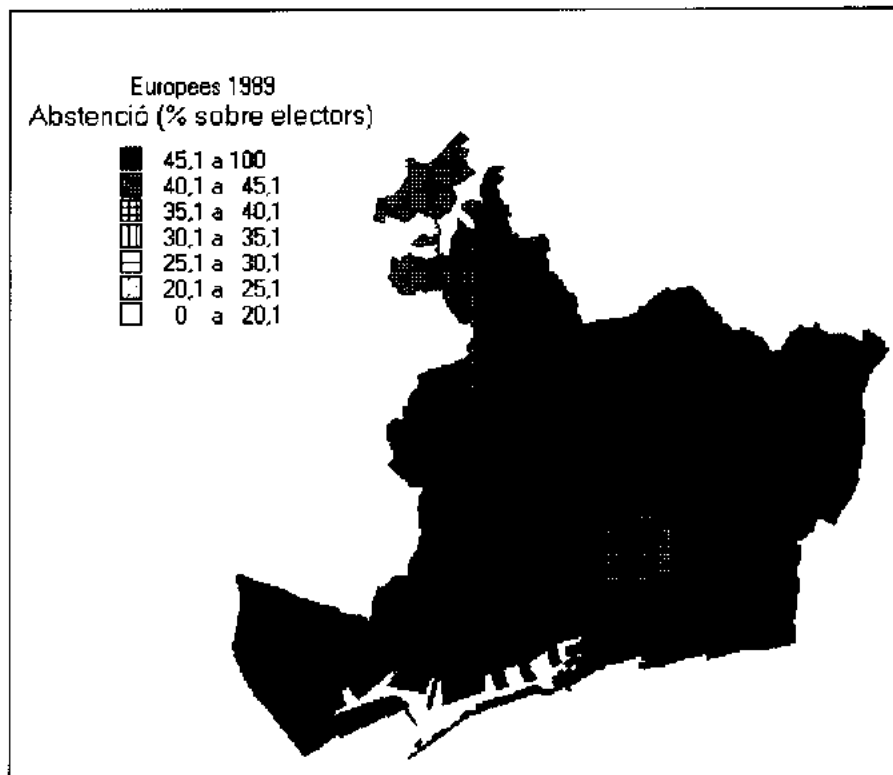 Europees 1989
Abstenció (% sobre electors)
45,1 a 100
40,1 a 45,1
35,1 a 40,1
30,1 a 35,1
25,1 a 30,1
20,1 a 25,1
0 a 20,1